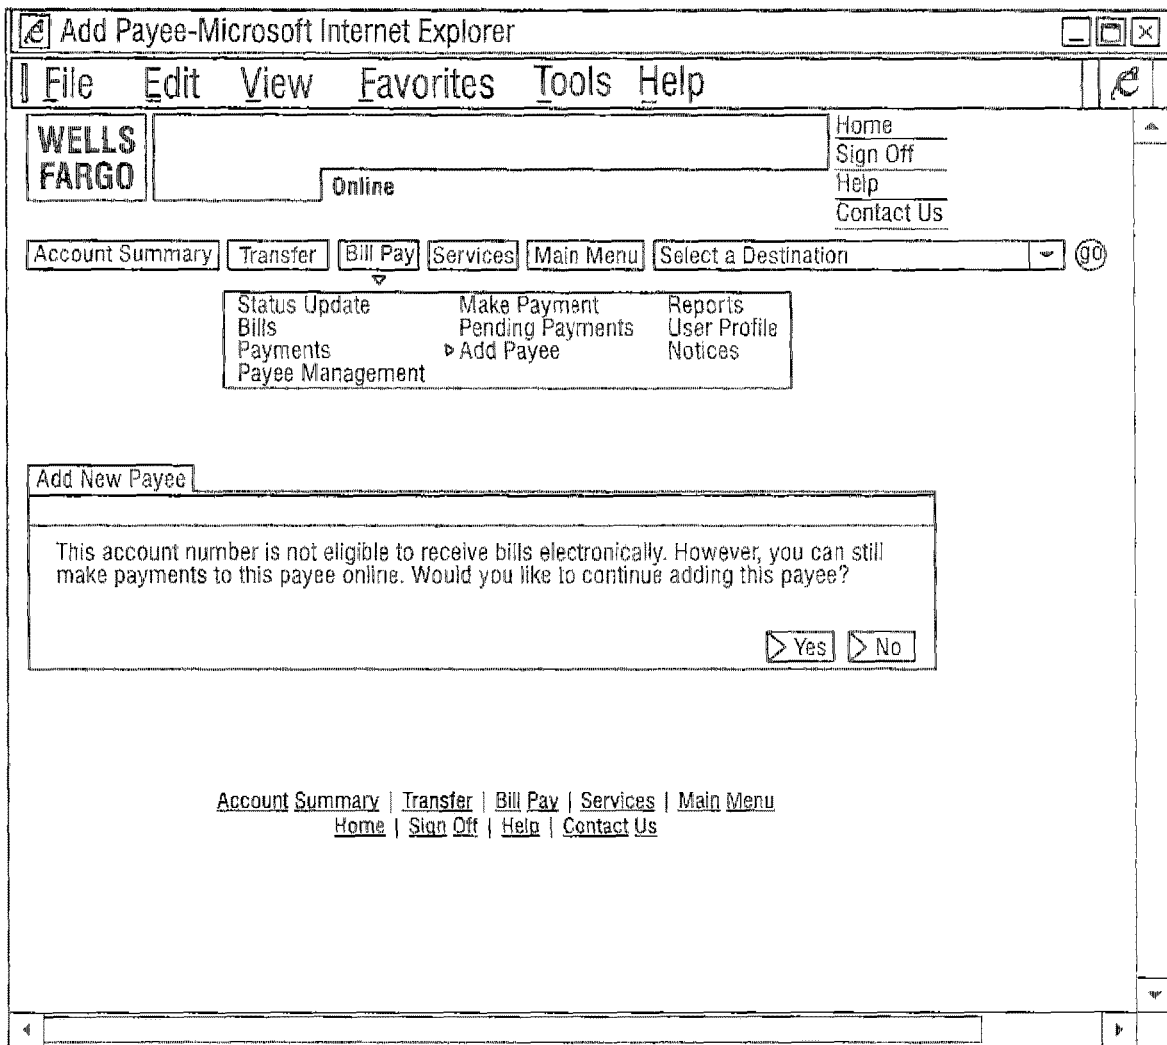 Add Payee-Microsoft Internet Explorer
File Edit View Favorites Tools Help
WELLS
FARGO
Online
Home
Sign Off
Help
Contact Us
Account Summary Transfer Bill Pay Services Main Menu Select a Destination go
Status Update Make Payment Reports
Bills Pending Payments User Profile
Payments Add Payee Notices
Payee Management
Add New Payee
This account number is not eligible to receive bills electronically. However, you can still
make payments to this payee online. Would you like to continue adding this payee?
Yes No
Account Summary | Transfer | Bill Pay | Services | Main Menu
Home | Sign Off | Help | Contact Us